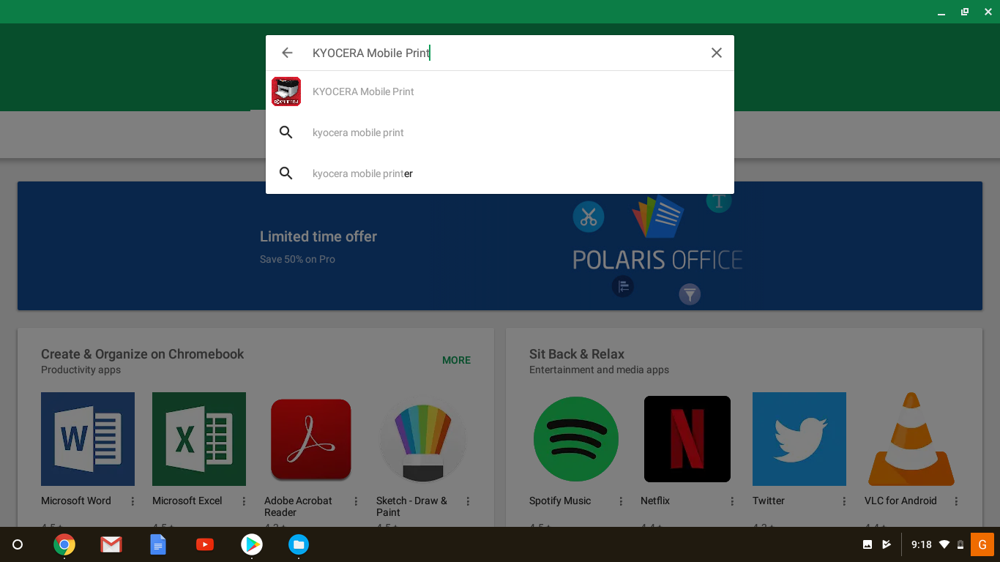 KYOCERA Mobile Print
KYOCERA Mobile Print
kyocera mobile print
kyocera mobile printer
Limited time offer
Save 50% on Pro
T
POLARIS OFFICE
Create & Organize on Chromebook
Productivity apps
MORE
Sit Back & Relax
Entertainment and media apps
W
X
N
Microsoft Word
Microsoft Excel
Adobe Acrobat
Reader
Sketch - Draw &
Paint
Spotify Music
Netflix
Twitter
VLC for Android
9:18
G